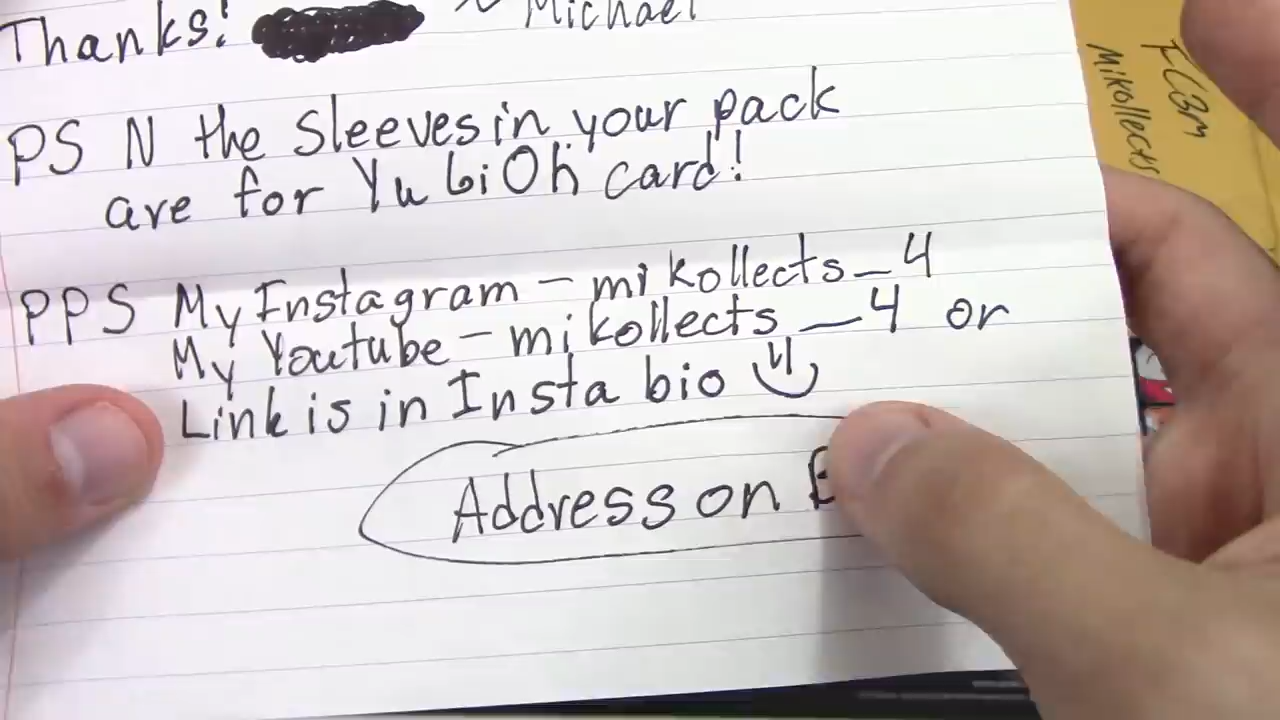 Thanks! ~ Michael
PS N the Sleeves in your pack
are for YuGiOh card!
PPS My Instagram - mikollects_4
My Youtube - mikollects_4 or
Link is in Insta bio
Address on
FCBM
Mikollects